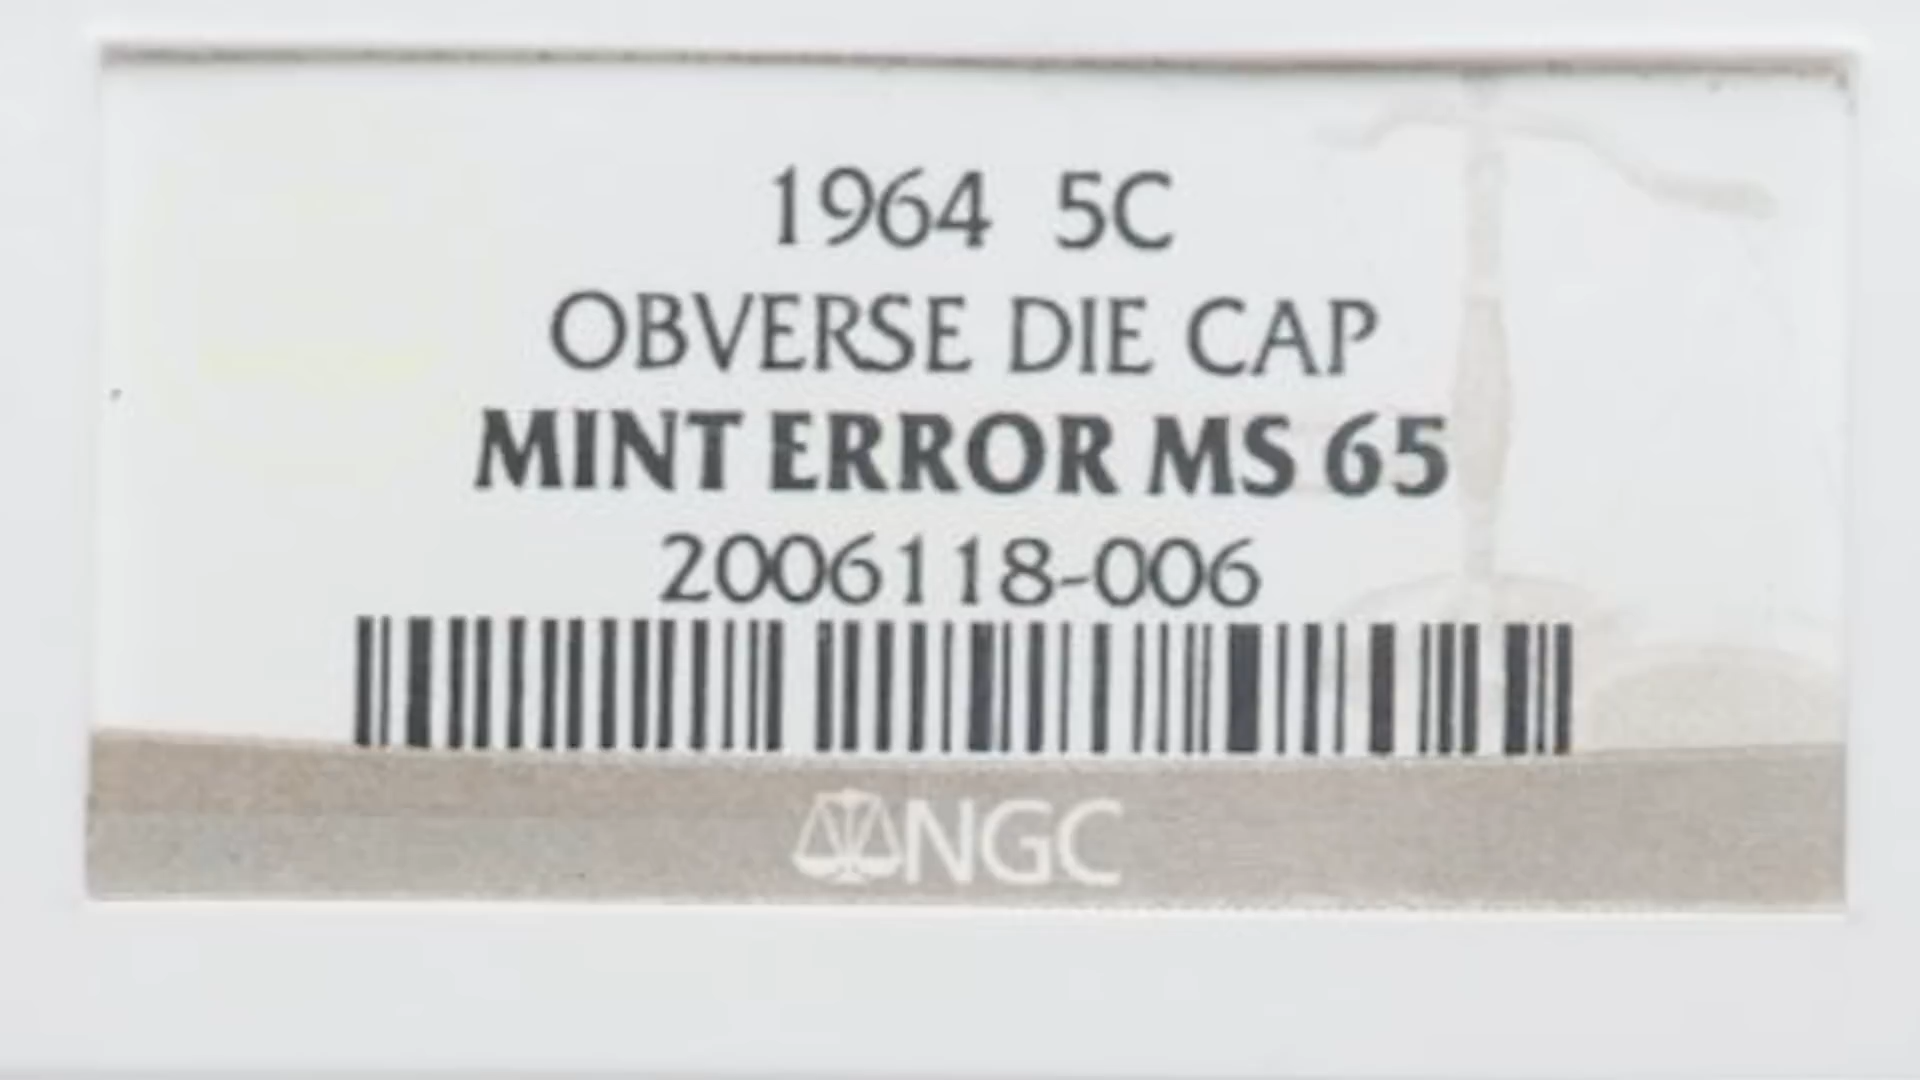 1964 5C
OBVERSE DIE CAP
MINT ERROR MS 65
2006118-006
NGC